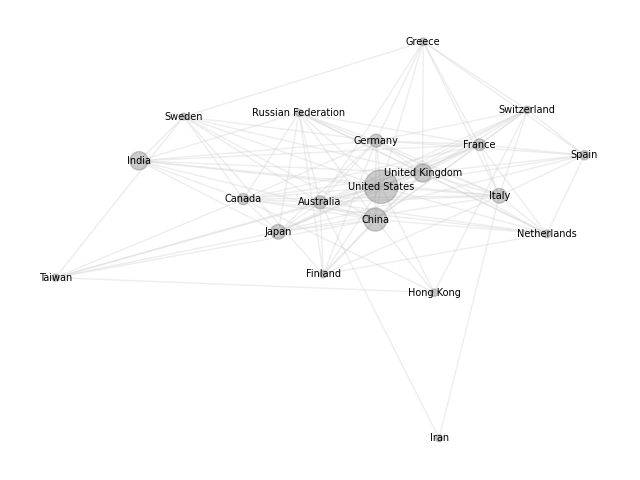 Greece
Switzerland
Sweden
Russian Federation
Germany
France
Spain
India
United Kingdom
United States
Canada
Australia
Italy
China
Japan
Netherlands
Finland
Taiwan
Hong Kong
Iran